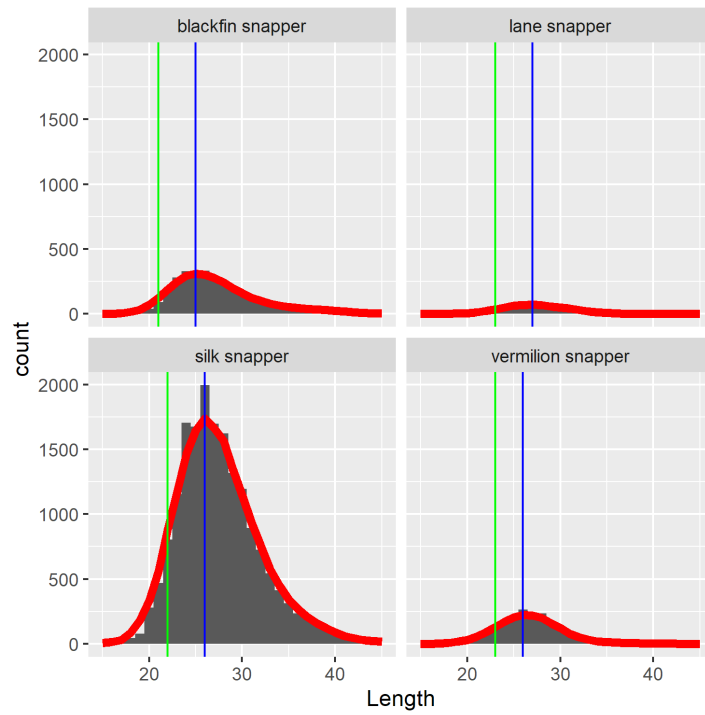 blackfin snapper
lane snapper
2000
1500
1000
500
0
count
silk snapper
vermilion snapper
2000
1500
1000
500
0
20
30
40
20
30
40
Length